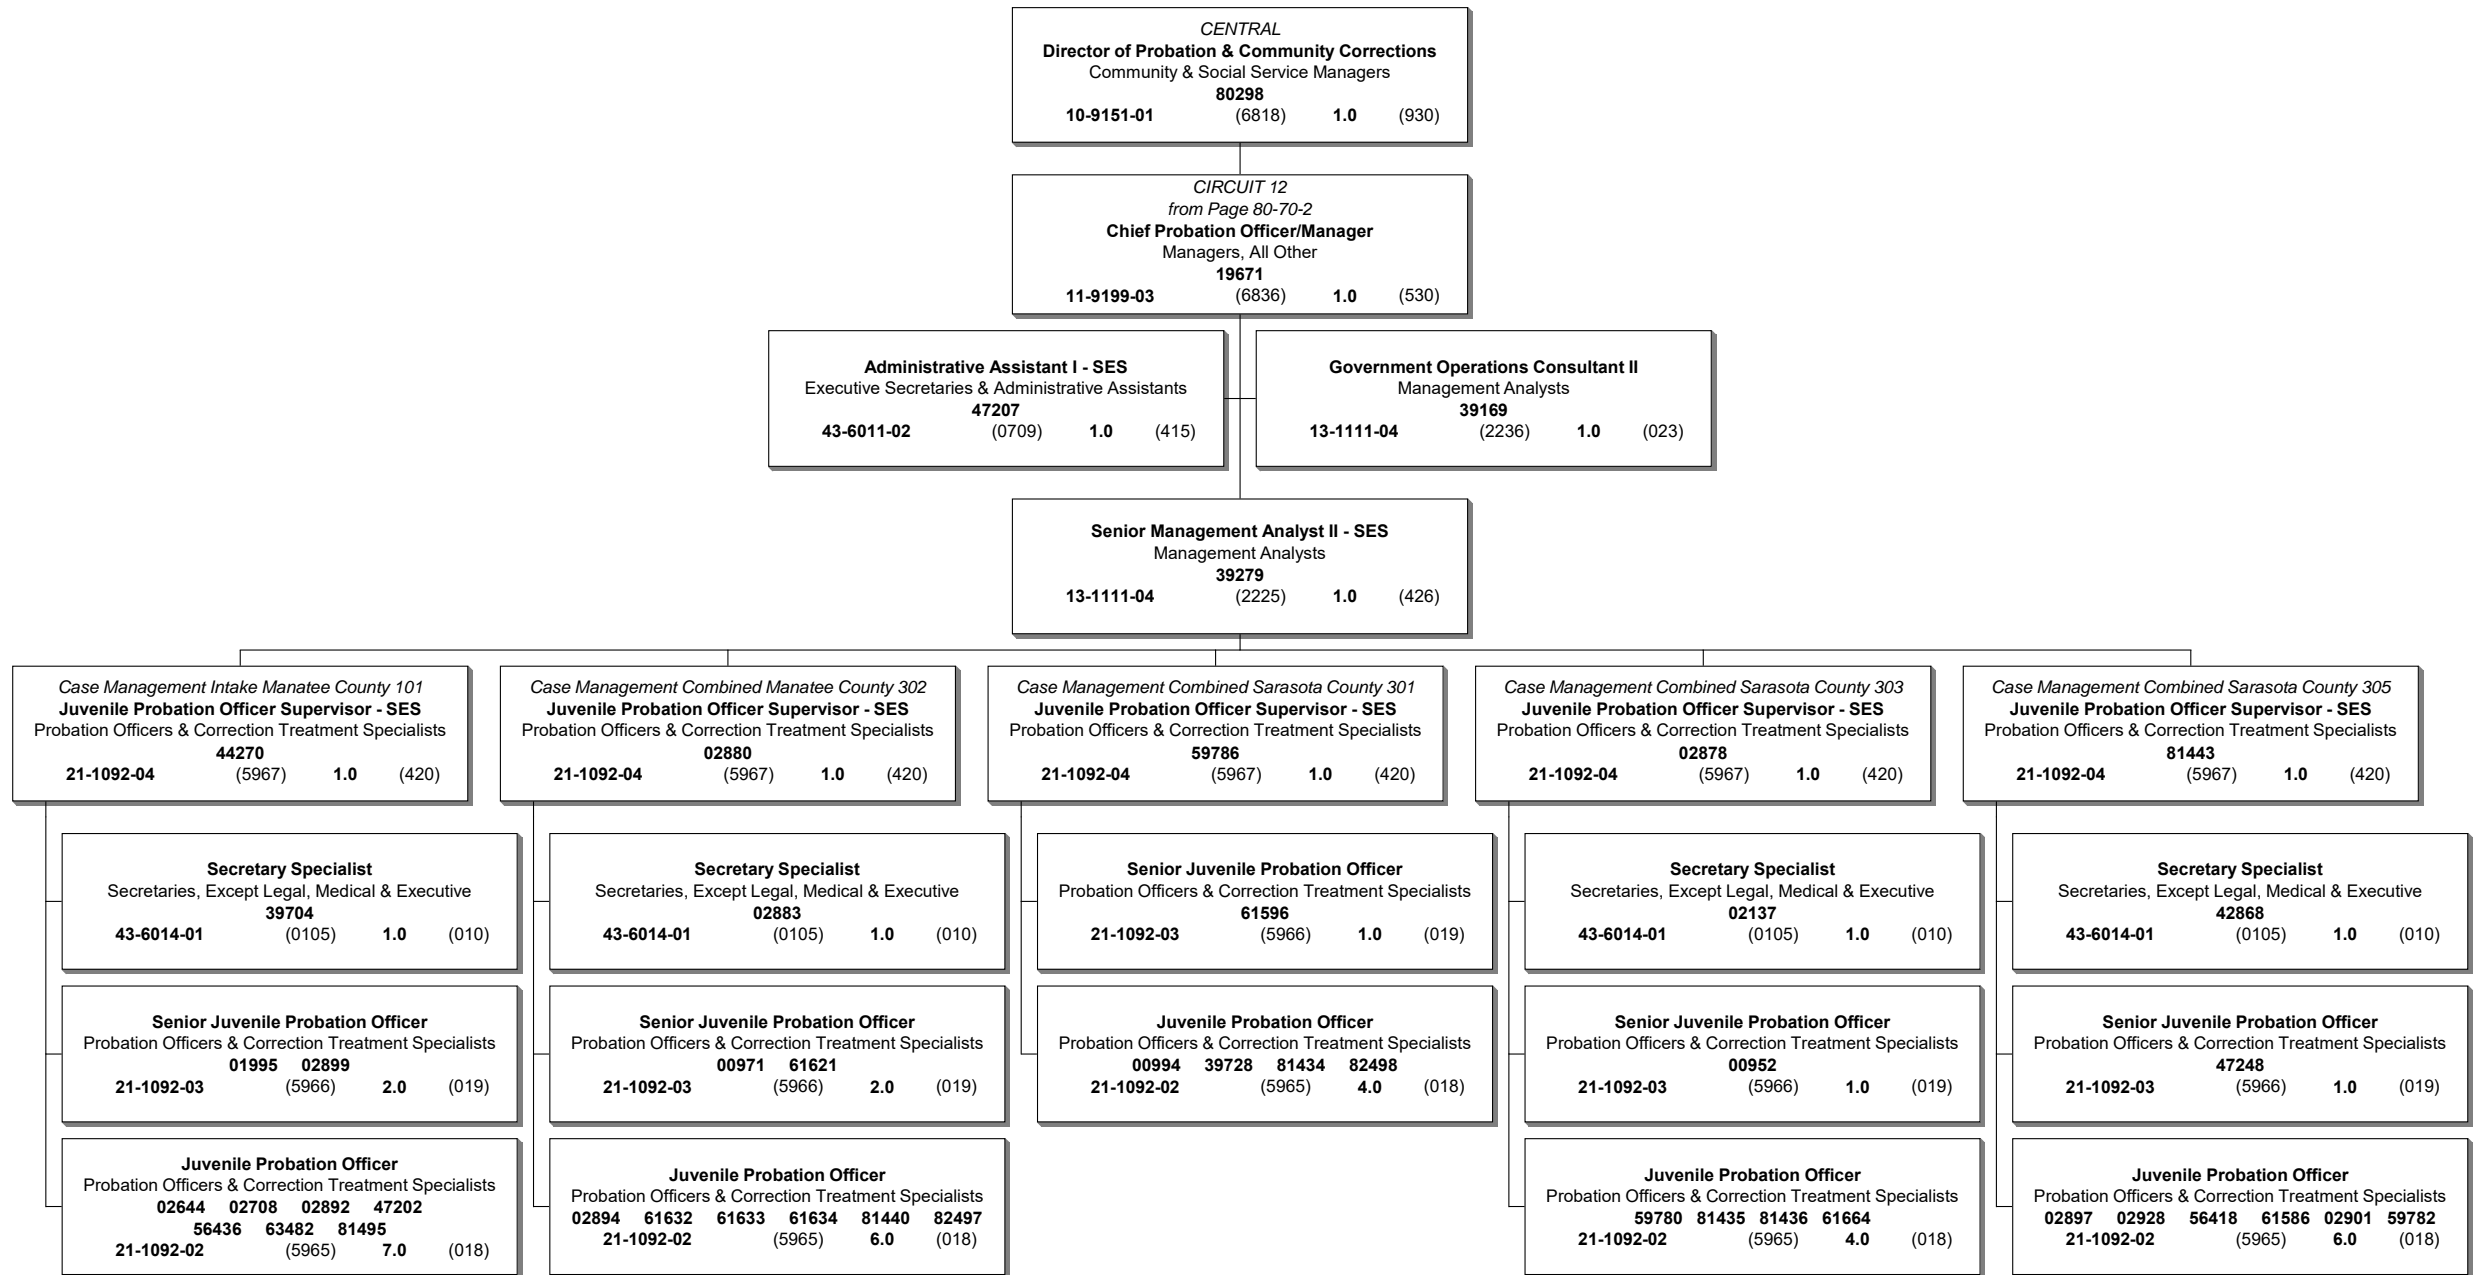 CENTRAL
Director of Probation & Community Corrections
Community & Social Service Managers
80298
10-9151-01 (6818) 1.0 (930)
CIRCUIT 12
from Page 80-70-2
Chief Probation Officer/Manager
Managers, All Other
19671
11-9199-03 (6836) 1.0 (530)
Administrative Assistant I - SES
Executive Secretaries & Administrative Assistants
47207
43-6011-02 (0709) 1.0 (415)
Government Operations Consultant II
Management Analysts
39169
13-1111-04 (2236) 1.0 (023)
Senior Management Analyst II - SES
Management Analysts
39279
13-1111-04 (2225) 1.0 (426)
Case Management Intake Manatee County 101
Juvenile Probation Officer Supervisor - SES
Probation Officers & Correction Treatment Specialists
44270
21-1092-04 (5967) 1.0 (420)
Secretary Specialist
Secretaries, Except Legal, Medical & Executive
39704
43-6014-01 (0105) 1.0 (010)
Senior Juvenile Probation Officer
Probation Officers & Correction Treatment Specialists
01995 02899
21-1092-03 (5966) 2.0 (019)
Juvenile Probation Officer
Probation Officers & Correction Treatment Specialists
02644 02708 02892 47202
56436 63482 81495
21-1092-02 (5965) 7.0 (018)
Case Management Combined Manatee County 302
Juvenile Probation Officer Supervisor - SES
Probation Officers & Correction Treatment Specialists
02880
21-1092-04 (5967) 1.0 (420)
Secretary Specialist
Secretaries, Except Legal, Medical & Executive
02883
43-6014-01 (0105) 1.0 (010)
Senior Juvenile Probation Officer
Probation Officers & Correction Treatment Specialists
00971 61621
21-1092-03 (5966) 2.0 (019)
Juvenile Probation Officer
Probation Officers & Correction Treatment Specialists
02894 61632 61633 61634 81440 82497
21-1092-02 (5965) 6.0 (018)
Case Management Combined Sarasota County 301
Juvenile Probation Officer Supervisor - SES
Probation Officers & Correction Treatment Specialists
59786
21-1092-04 (5967) 1.0 (420)
Senior Juvenile Probation Officer
Probation Officers & Correction Treatment Specialists
61596
21-1092-03 (5966) 1.0 (019)
Juvenile Probation Officer
Probation Officers & Correction Treatment Specialists
00994 39728 81434 82498
21-1092-02 (5965) 4.0 (018)
Case Management Combined Sarasota County 303
Juvenile Probation Officer Supervisor - SES
Probation Officers & Correction Treatment Specialists
02878
21-1092-04 (5967) 1.0 (420)
Secretary Specialist
Secretaries, Except Legal, Medical & Executive
02137
43-6014-01 (0105) 1.0 (010)
Senior Juvenile Probation Officer
Probation Officers & Correction Treatment Specialists
00952
21-1092-03 (5966) 1.0 (019)
Juvenile Probation Officer
Probation Officers & Correction Treatment Specialists
59780 81435 81436 61664
21-1092-02 (5965) 4.0 (018)
Case Management Combined Sarasota County 305
Juvenile Probation Officer Supervisor - SES
Probation Officers & Correction Treatment Specialists
81443
21-1092-04 (5967) 1.0 (420)
Secretary Specialist
Secretaries, Except Legal, Medical & Executive
42868
43-6014-01 (0105) 1.0 (010)
Senior Juvenile Probation Officer
Probation Officers & Correction Treatment Specialists
47248
21-1092-03 (5966) 1.0 (019)
Juvenile Probation Officer
Probation Officers & Correction Treatment Specialists
02897 02928 56418 61586 02901 59782
21-1092-02 (5965) 6.0 (018)